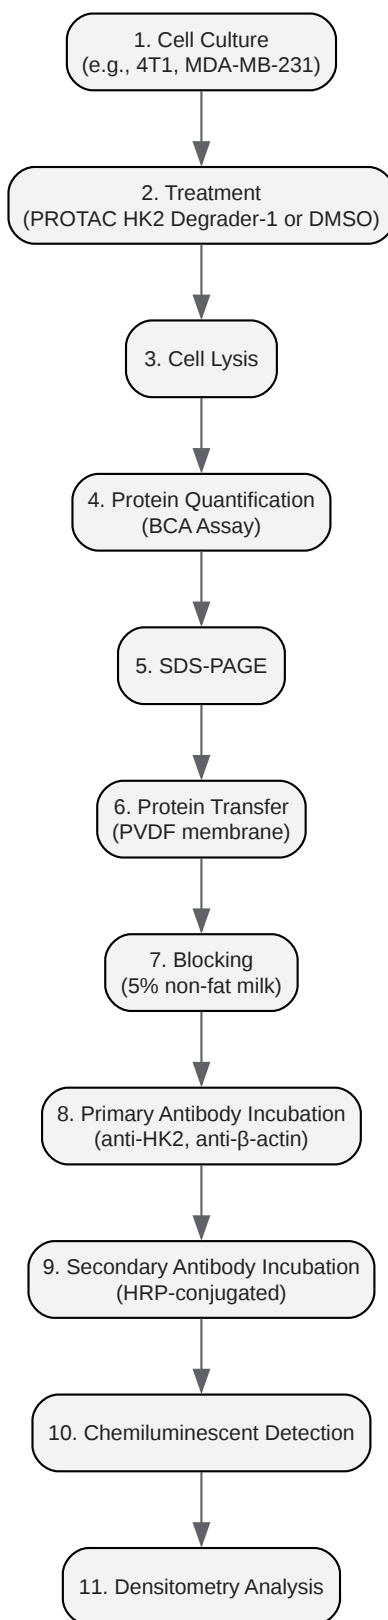 1. Cell Culture
(e.g., 4T1, MDA-MB-231)
2. Treatment
(PROTAC HK2 Degrader-1 or DMSO)
3. Cell Lysis
4. Protein Quantification
(BCA Assay)
5. SDS-PAGE
6. Protein Transfer
(PVDF membrane)
7. Blocking
(5% non-fat milk)
8. Primary Antibody Incubation
(anti-HK2, anti-β-actin)
9. Secondary Antibody Incubation
(HRP-conjugated)
10. Chemiluminescent Detection
11. Densitometry Analysis